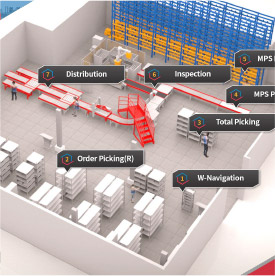 5 MPS
4 MPS P
7 Distribution
6 Inspection
3 Total Picking
2 Order Picking(R)
1 W-Navigation